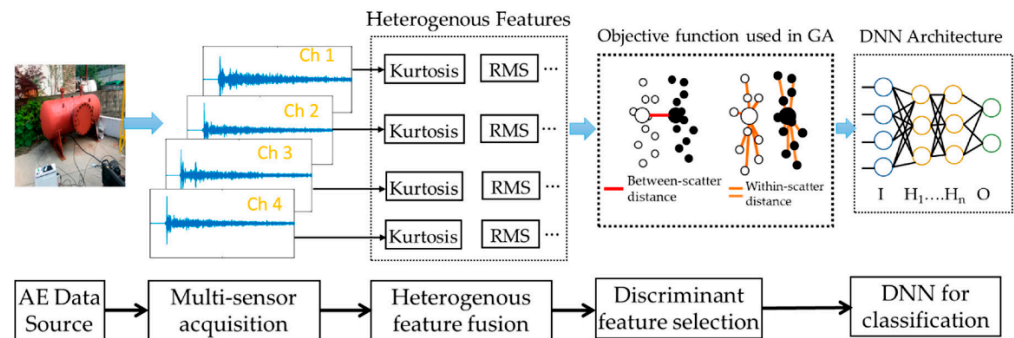 Heterogenous Features
Objective function used in GA
DNN Architecture
Ch 1
Kurtosis
RMS
...
Ch 2
Kurtosis
RMS
...
Ch 3
Kurtosis
RMS
...
Ch 4
Kurtosis
RMS
...
Between-scatter
distance
Within-scatter
distance
I H₁....Hₙ O
AE Data
Source
Multi-sensor
acquisition
Heterogenous
feature fusion
Discriminant
feature selection
DNN for
classification